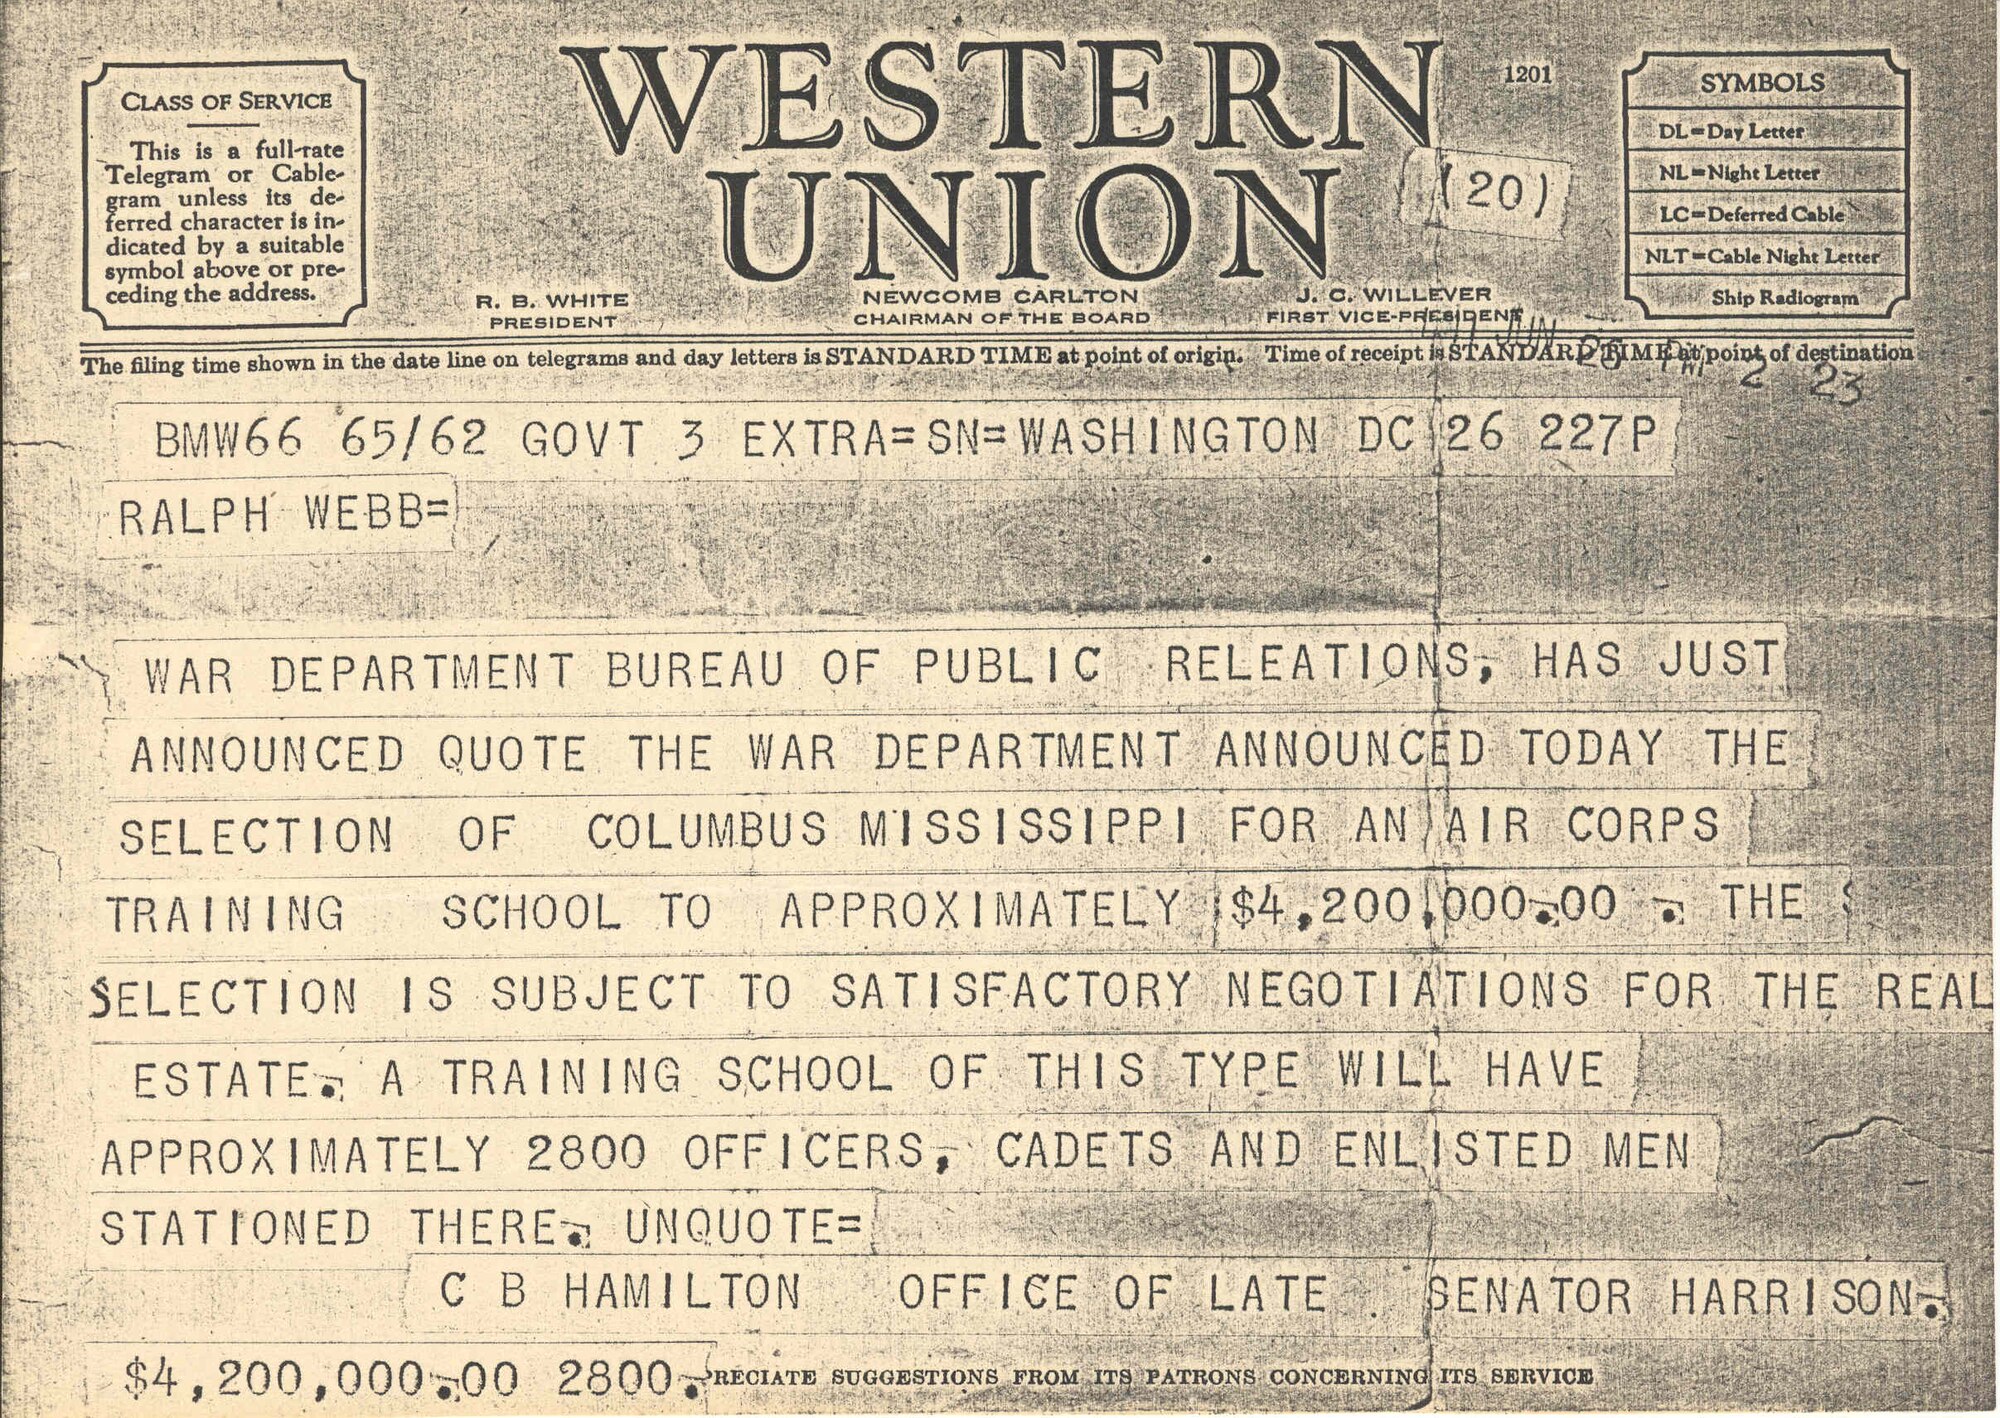 CLASS OF SERVICE
This is a full-rate
Telegram or Cable-
gram unless its de-
ferred character is in-
dicated by a suitable
symbol above or pre-
ceding the address.
WESTERN
UNION
1201
(20)
R. B. WHITE
PRESIDENT
NEWCOMB CARLTON
CHAIRMAN OF THE BOARD
J. C. WILLEVER
FIRST VICE-PRESIDENT
SYMBOLS
DL=Day Letter
NL=Night Letter
LC=Deferred Cable
NLT=Cable Night Letter
Ship Radiogram
The filing time shown in the date line on telegrams and day letters is STANDARD TIME at point of origin. Time of receipt is STANDARD TIME at point of destination
JUN 26 PM 2 23
BMW66 65/62 GOVT 3 EXTRA=SN=WASHINGTON DC 26 227P
RALPH WEBB=
WAR DEPARTMENT BUREAU OF PUBLIC RELEATIONS, HAS JUST
ANNOUNCED QUOTE THE WAR DEPARTMENT ANNOUNCED TODAY THE
SELECTION OF COLUMBUS MISSISSIPPI FOR AN AIR CORPS
TRAINING SCHOOL TO APPROXIMATELY $4,200,000.00 . THE
SELECTION IS SUBJECT TO SATISFACTORY NEGOTIATIONS FOR THE REAL
ESTATE. A TRAINING SCHOOL OF THIS TYPE WILL HAVE
APPROXIMATELY 2800 OFFICERS, CADETS AND ENLISTED MEN
STATIONED THERE. UNQUOTE=
C B HAMILTON OFFICE OF LATE SENATOR HARRISON.
$4,200,000.00 2800. RECIATE SUGGESTIONS FROM ITS PATRONS CONCERNING ITS SERVICE